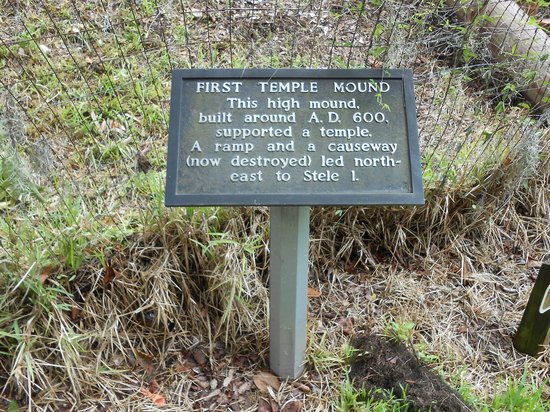 FIRST TEMPLE MOUND
This high mound,
built around A.D. 600,
supported a temple.
A ramp and a causeway
(now destroyed) led north-
east to Stele 1.